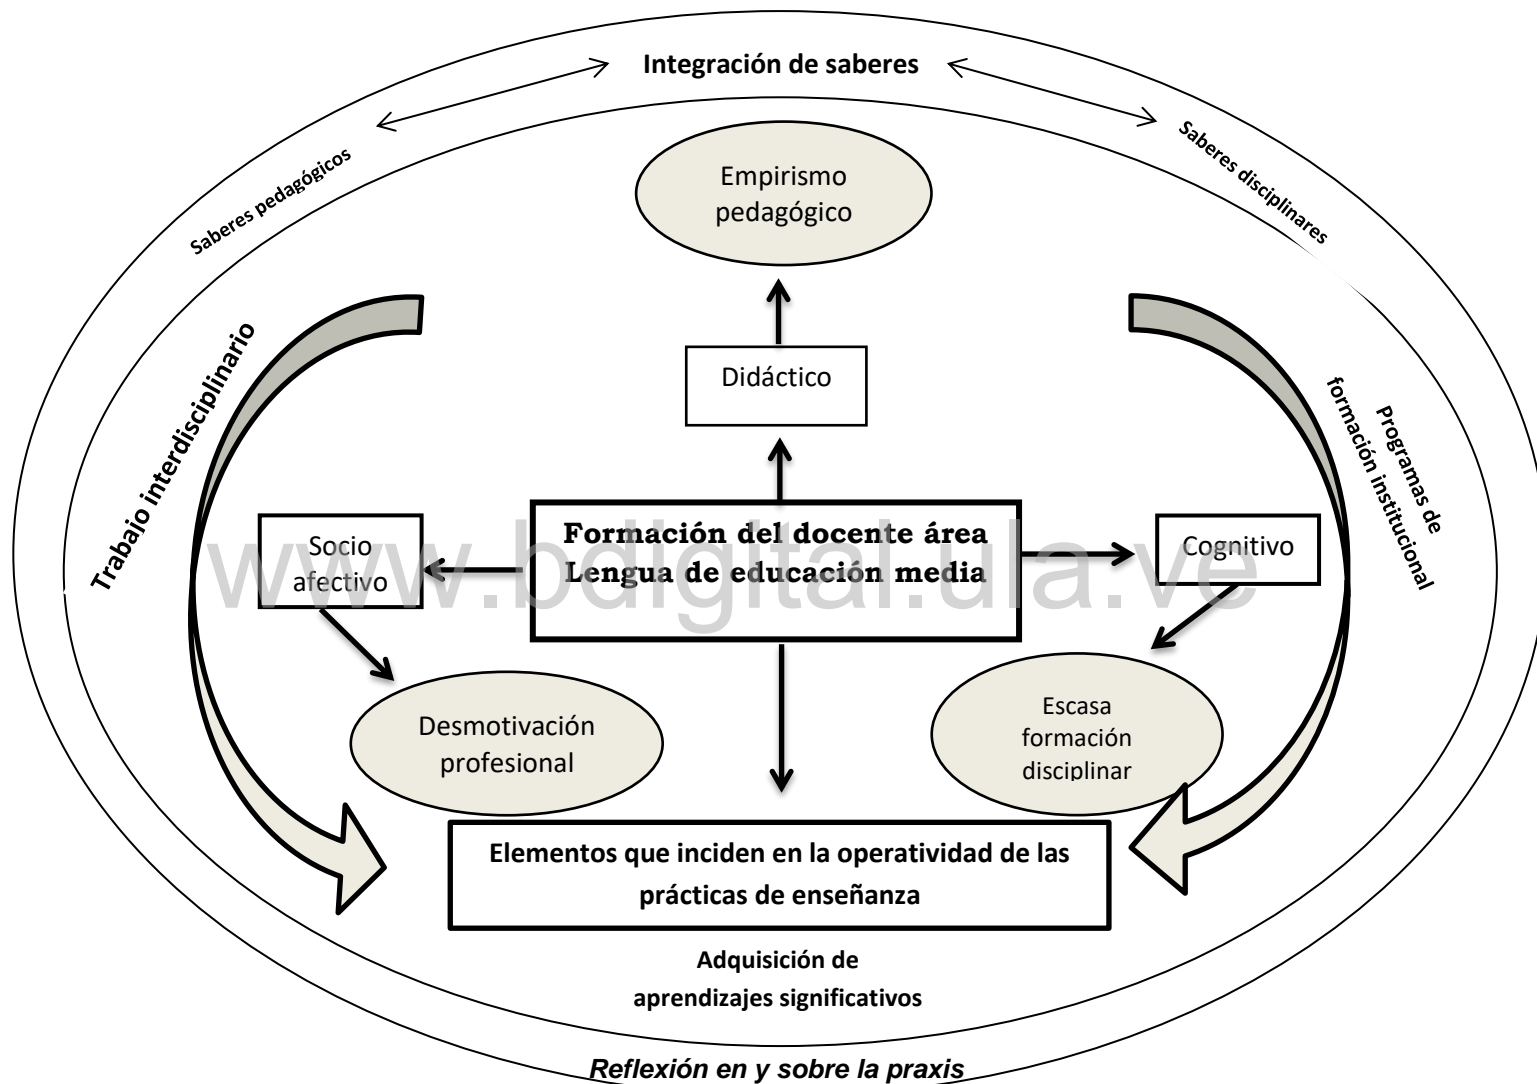 Integración de saberes
Saberes pedagógicos
Saberes disciplinares
Empirismo
pedagógico
Didáctico
Trabajo interdisciplinario
Programas de
formación institucional
Formación del docente área
Lengua de educación media
Socio
afectivo
Cognitivo
www.bdigital.ula.ve
Desmotivación
profesional
Escasa
formación
disciplinar
Elementos que inciden en la operatividad de las
prácticas de enseñanza
Adquisición de
aprendizajes significativos
Reflexión en y sobre la praxis